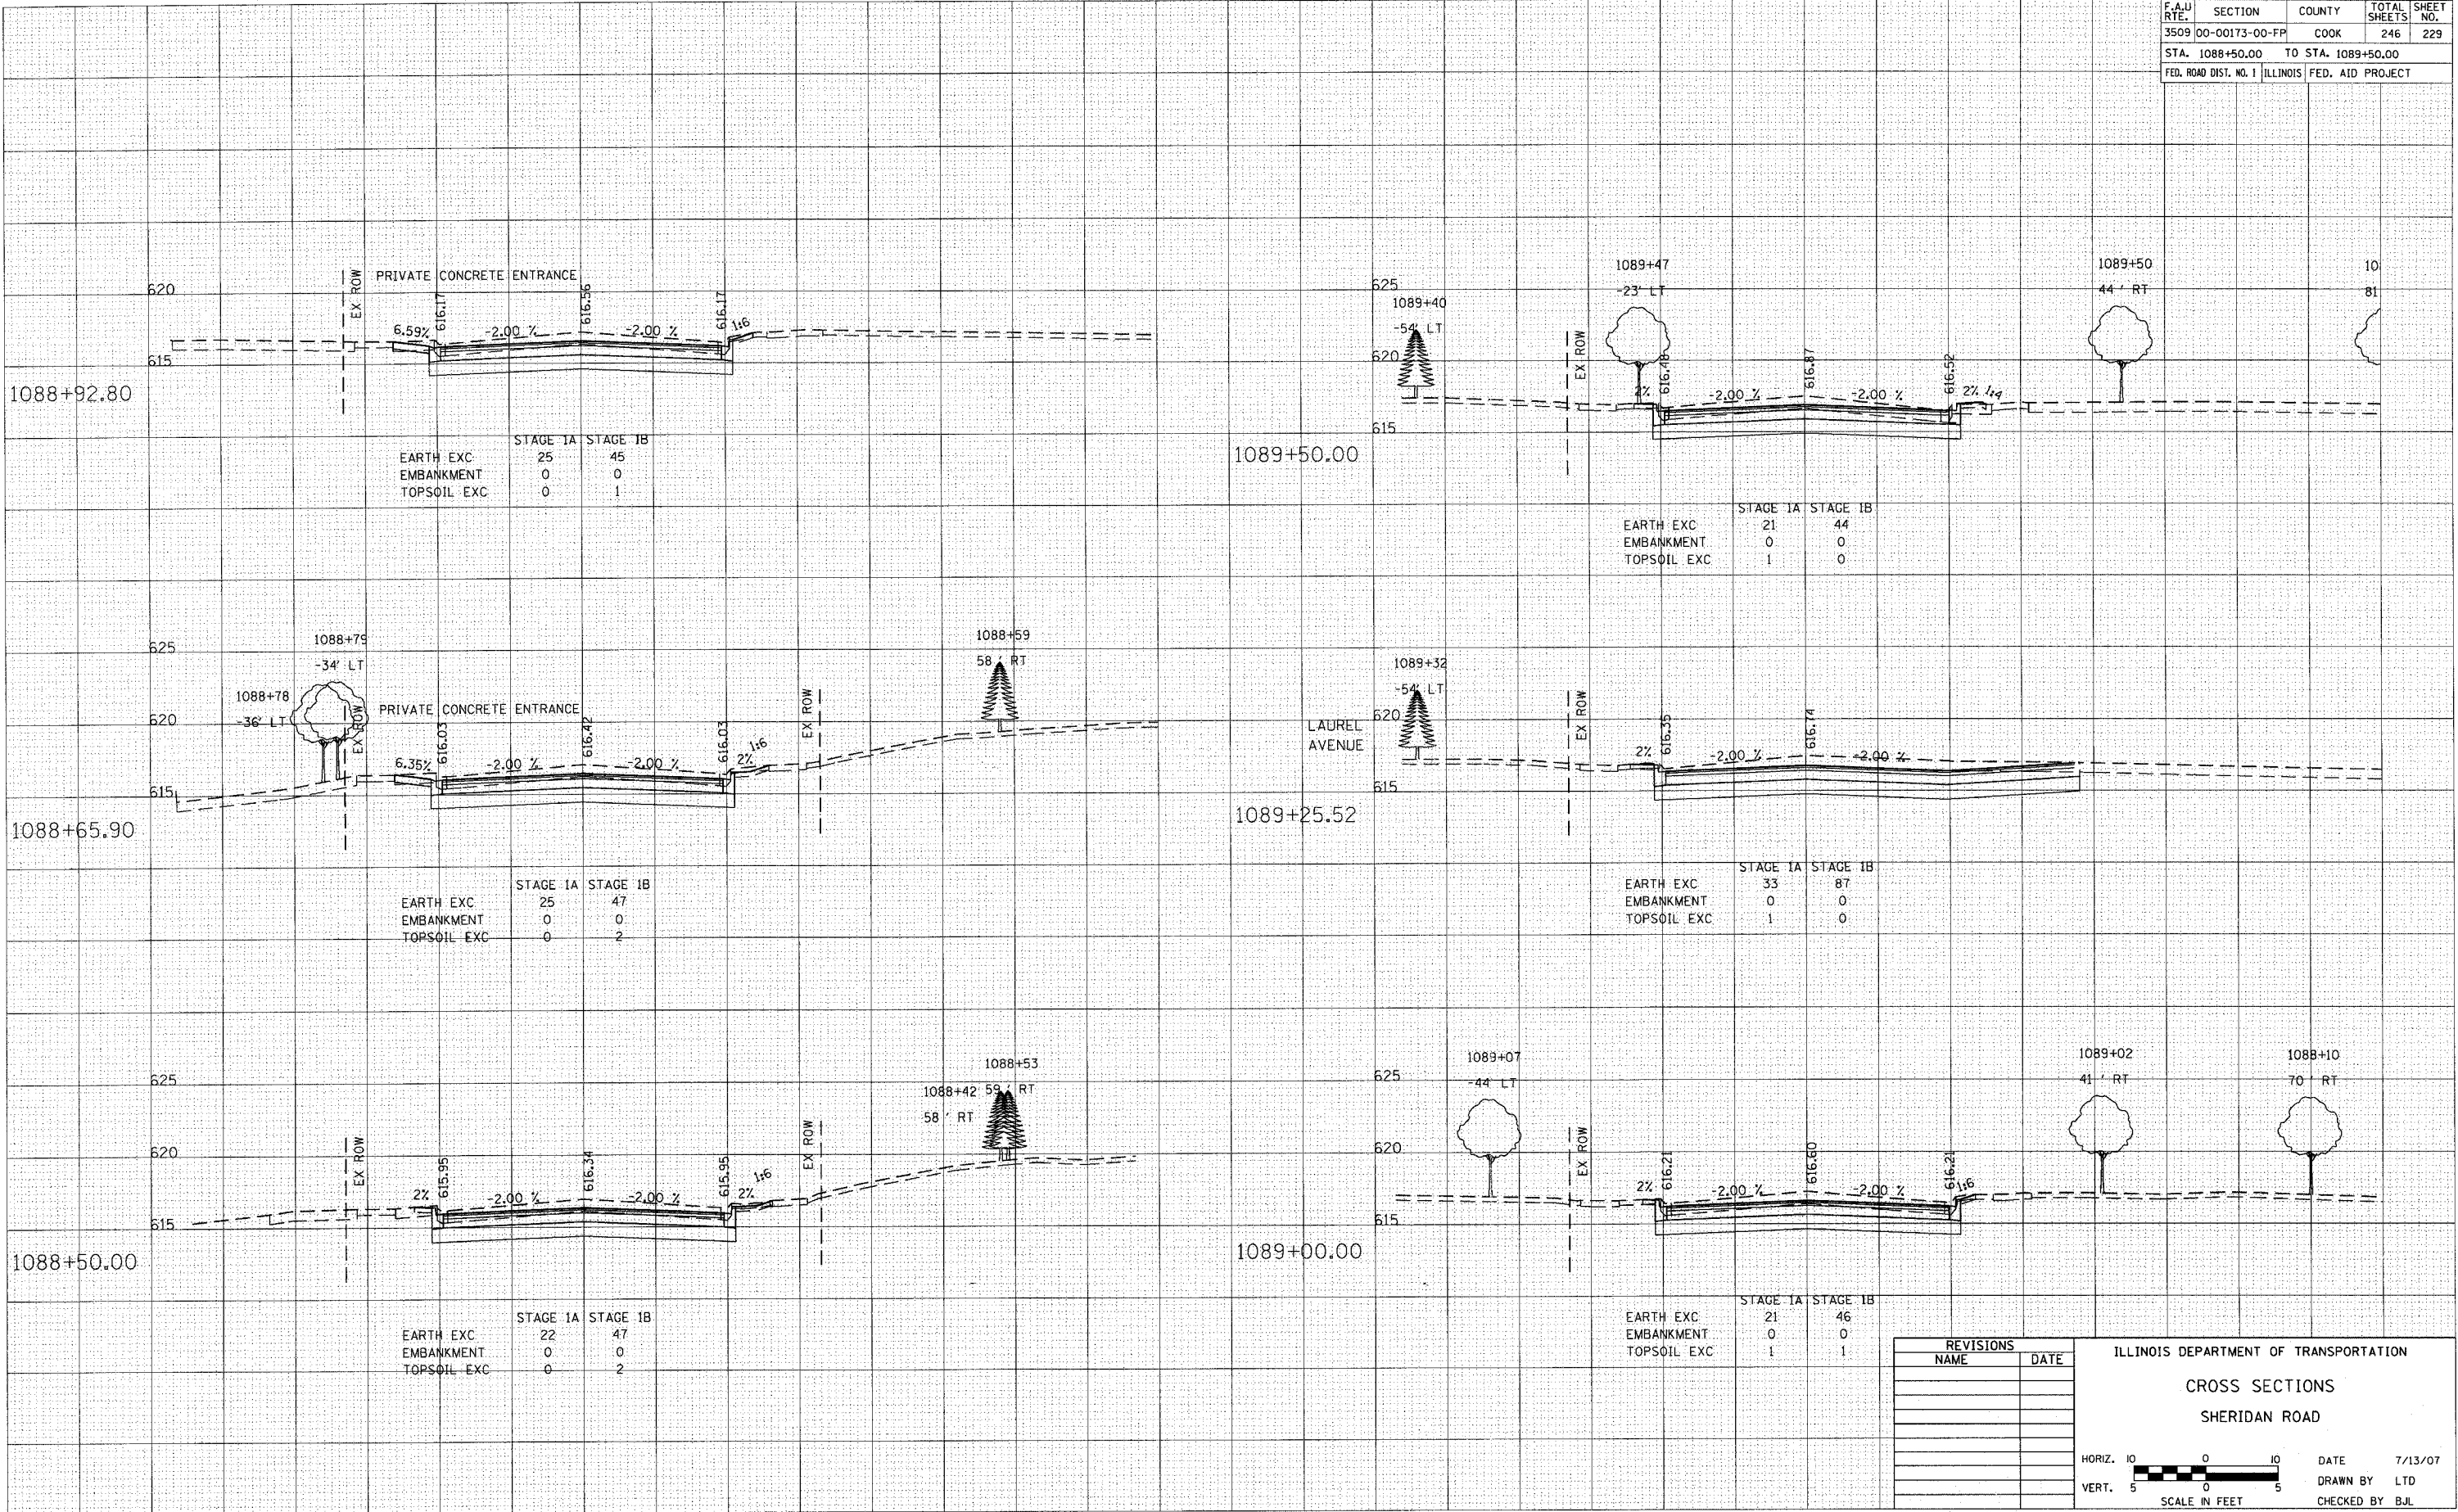 F.A.U RTE. SECTION COUNTY TOTAL SHEETS SHEET NO.
3509 00-00173-00-FP COOK 246 229
STA. 1088+50.00 TO STA. 1089+50.00
FED. ROAD DIST. NO. 1 ILLINOIS FED. AID PROJECT
PRIVATE CONCRETE ENTRANCE
EX ROW
620
615
616.17 616.56 616.17
6.59% -2.00 % -2.00 % 1:6
1088+92.80
STAGE 1A STAGE 1B
EARTH EXC 25 45
EMBANKMENT 0 0
TOPSOIL EXC 0 1
1088+79
-34' LT
1088+78
-36' LT
1088+59
58 ' RT
625
620
615
PRIVATE CONCRETE ENTRANCE
EX ROW
EX ROW
616.03 616.42 616.03
6.35% -2.00 % -2.00 % 2% 1:6
1088+65.90
STAGE 1A STAGE 1B
EARTH EXC 25 47
EMBANKMENT 0 0
TOPSOIL EXC 0 2
1088+53
59 ' RT
1088+42
58 ' RT
625
620
615
EX ROW
EX ROW
615.95 616.34 615.95
2% -2.00 % -2.00 % 2% 1:6
1088+50.00
STAGE 1A STAGE 1B
EARTH EXC 22 47
EMBANKMENT 0 0
TOPSOIL EXC 0 2
1089+47
-23' LT
1089+50
44 ' RT
10
81
1089+40
-54' LT
625
620
615
EX ROW
616.48 616.87 616.52
2% -2.00 % -2.00 % 2% 1:4
1089+50.00
STAGE 1A STAGE 1B
EARTH EXC 21 44
EMBANKMENT 0 0
TOPSOIL EXC 1 0
1089+32
-54' LT
LAUREL
AVENUE
620
615
EX ROW
616.35 616.74
2% -2.00 % -2.00 %
1089+25.52
STAGE 1A STAGE 1B
EARTH EXC 33 87
EMBANKMENT 0 0
TOPSOIL EXC 1 0
1089+07
-44' LT
1089+02
41 ' RT
1088+10
70 ' RT
625
620
615
EX ROW
616.21 616.60 616.21
2% -2.00 % -2.00 % 1:6
1089+00.00
STAGE 1A STAGE 1B
EARTH EXC 21 46
EMBANKMENT 0 0
TOPSOIL EXC 1 1
REVISIONS
NAME DATE
ILLINOIS DEPARTMENT OF TRANSPORTATION
CROSS SECTIONS
SHERIDAN ROAD
HORIZ. 10 0 10
VERT. 5 0 5
SCALE IN FEET
DATE 7/13/07
DRAWN BY LTD
CHECKED BY BJL